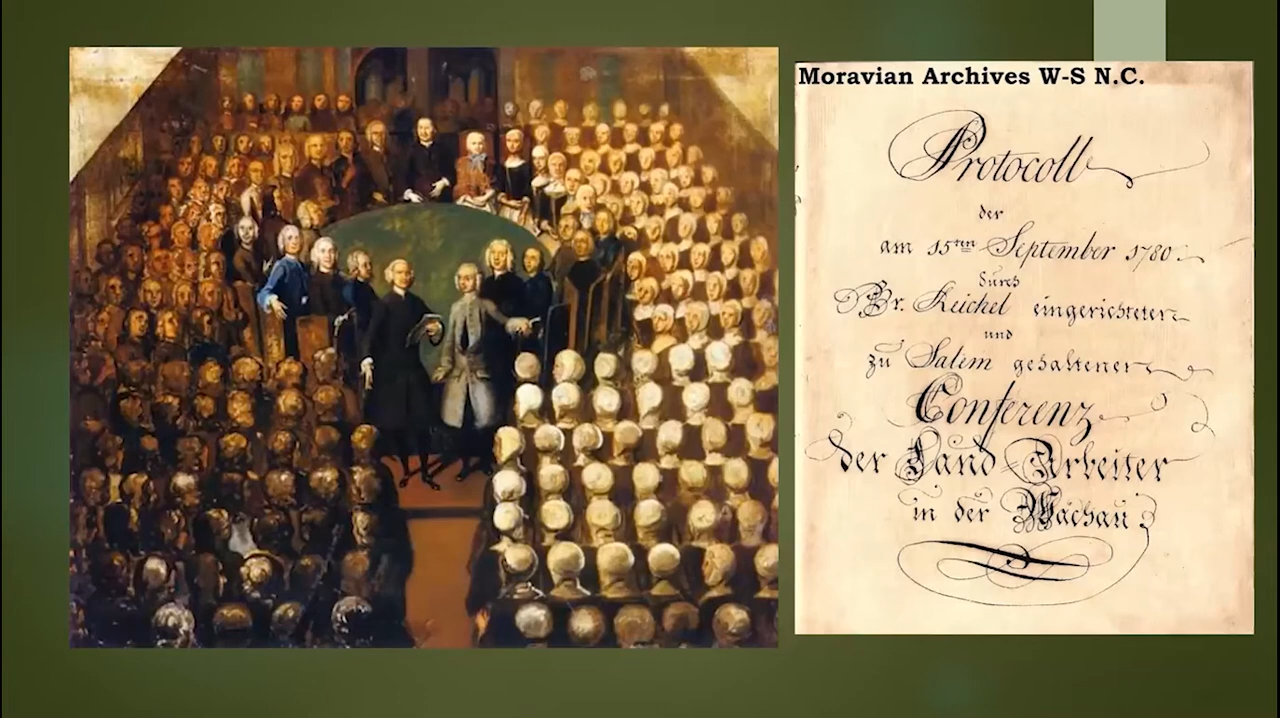 Moravian Archives W-S N.C.
Protocoll
der
am 15ten September 1780.
durch
Br. Reichel eingerichteter
und
zu Salem gehaltener
Conferenz
der Land Arbeiter
in der Wachau